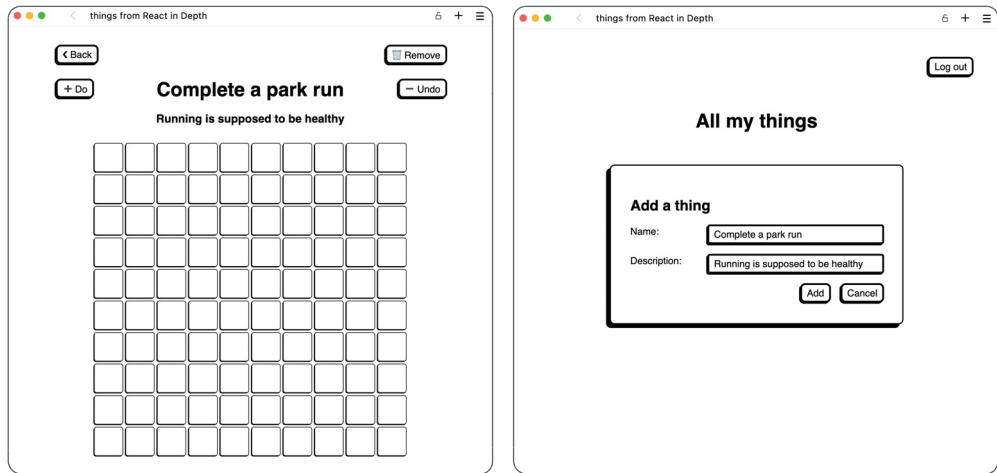 things from React in Depth
Back
Remove
+ Do
Complete a park run
− Undo
Running is supposed to be healthy
things from React in Depth
Log out
All my things
Add a thing
Name:
Complete a park run
Description:
Running is supposed to be healthy
Add
Cancel